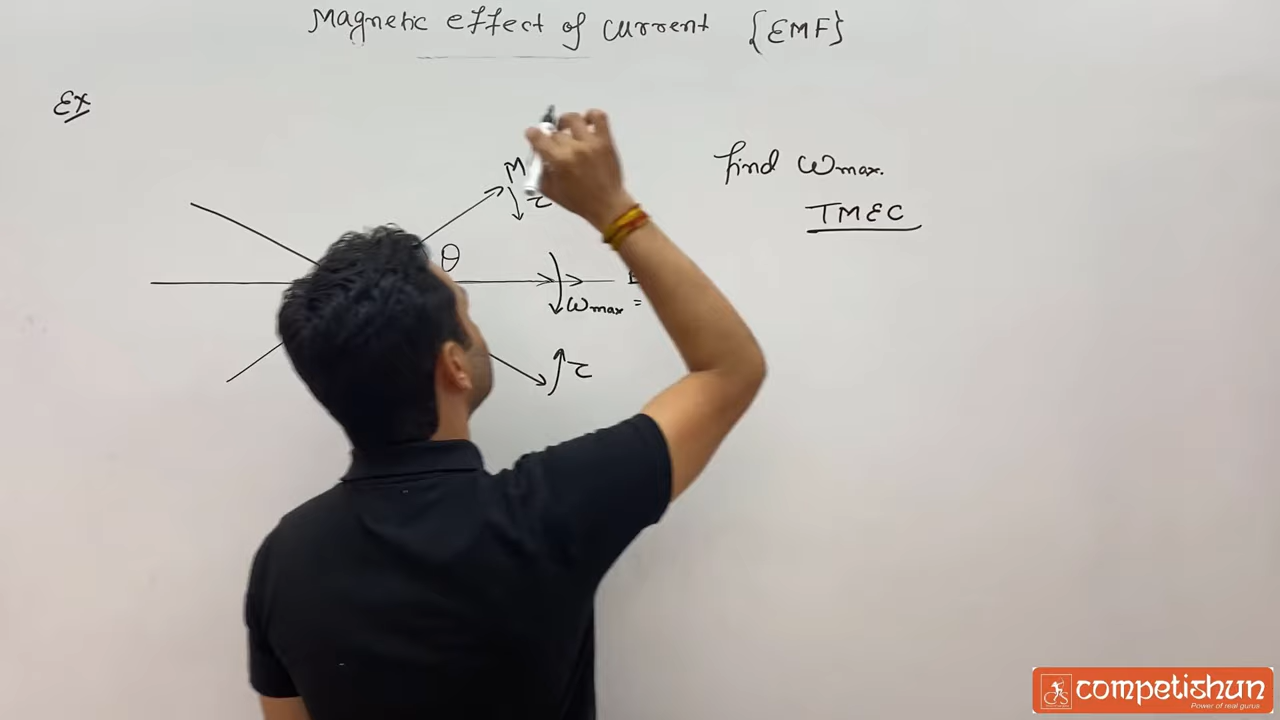 Magnetic effect of current {EMF}
Ex
find ωmax.
TMEC
M
τ
θ
ωmax =
τ
competishun
Power of real gurus